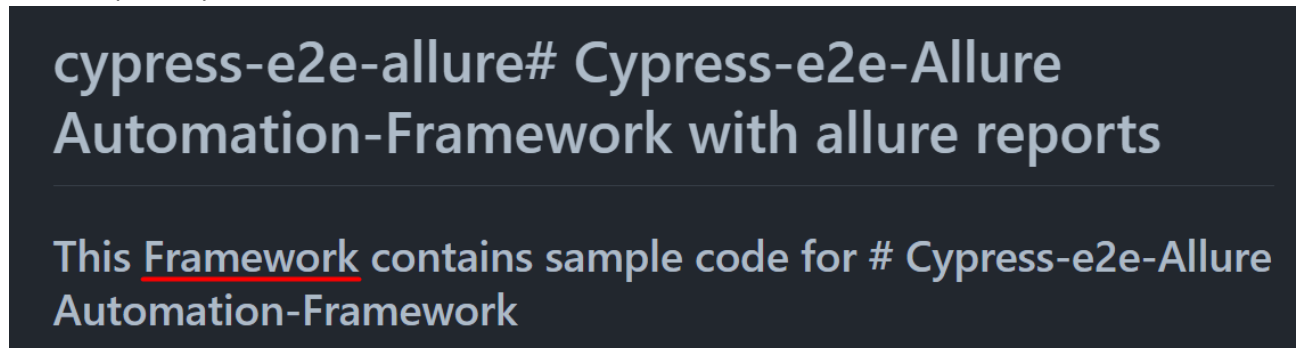 cypress-e2e-allure# Cypress-e2e-Allure
Automation-Framework with allure reports
This Framework contains sample code for # Cypress-e2e-Allure
Automation-Framework